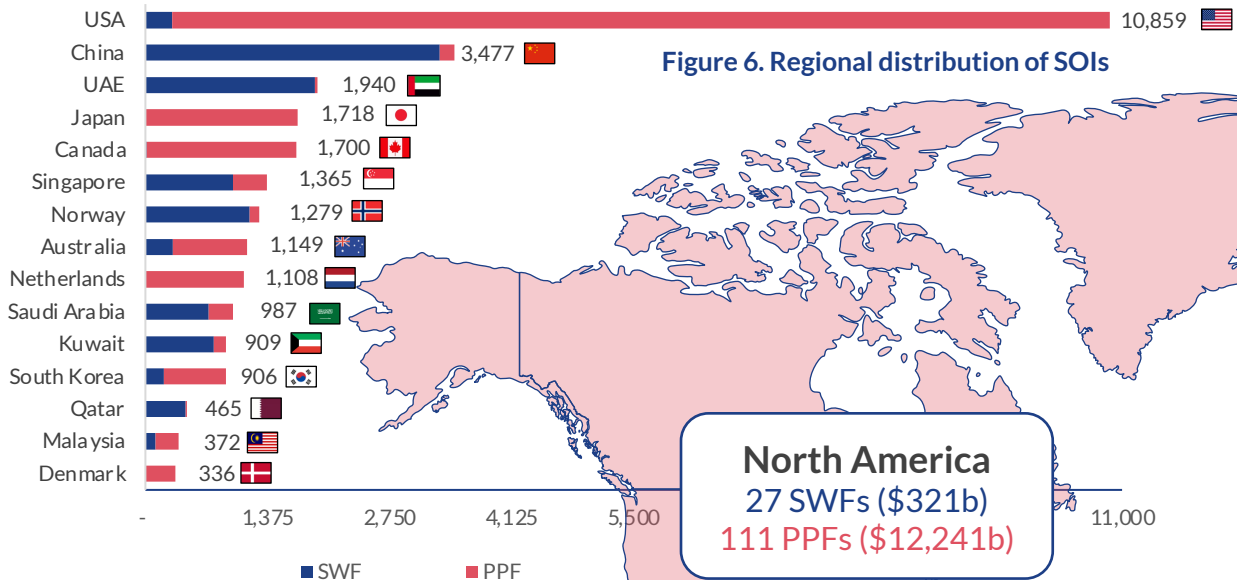 USA 10,859
China 3,477
Figure 6. Regional distribution of SOIs
UAE 1,940
Japan 1,718
Canada 1,700
Singapore 1,365
Norway 1,279
Australia 1,149
Netherlands 1,108
Saudi Arabia 987
Kuwait 909
South Korea 906
Qatar 465
Malaysia 372
Denmark 336
North America
27 SWFs ($321b)
111 PPFs ($12,241b)
- 1,375 2,750 4,125 5,500 11,000
SWF PPF